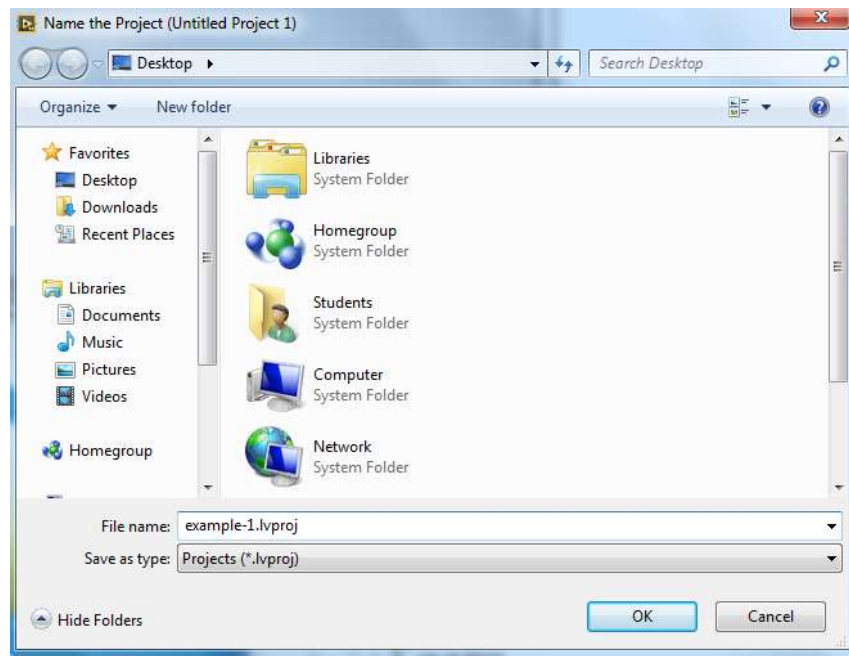 Name the Project (Untitled Project 1)
Desktop
Search Desktop
Organize
New folder
Favorites
Desktop
Downloads
Recent Places
Libraries
Documents
Music
Pictures
Videos
Homegroup
Libraries
System Folder
Homegroup
System Folder
Students
System Folder
Computer
System Folder
Network
System Folder
File name: example-1.lvproj
Save as type: Projects (*.lvproj)
Hide Folders
OK
Cancel